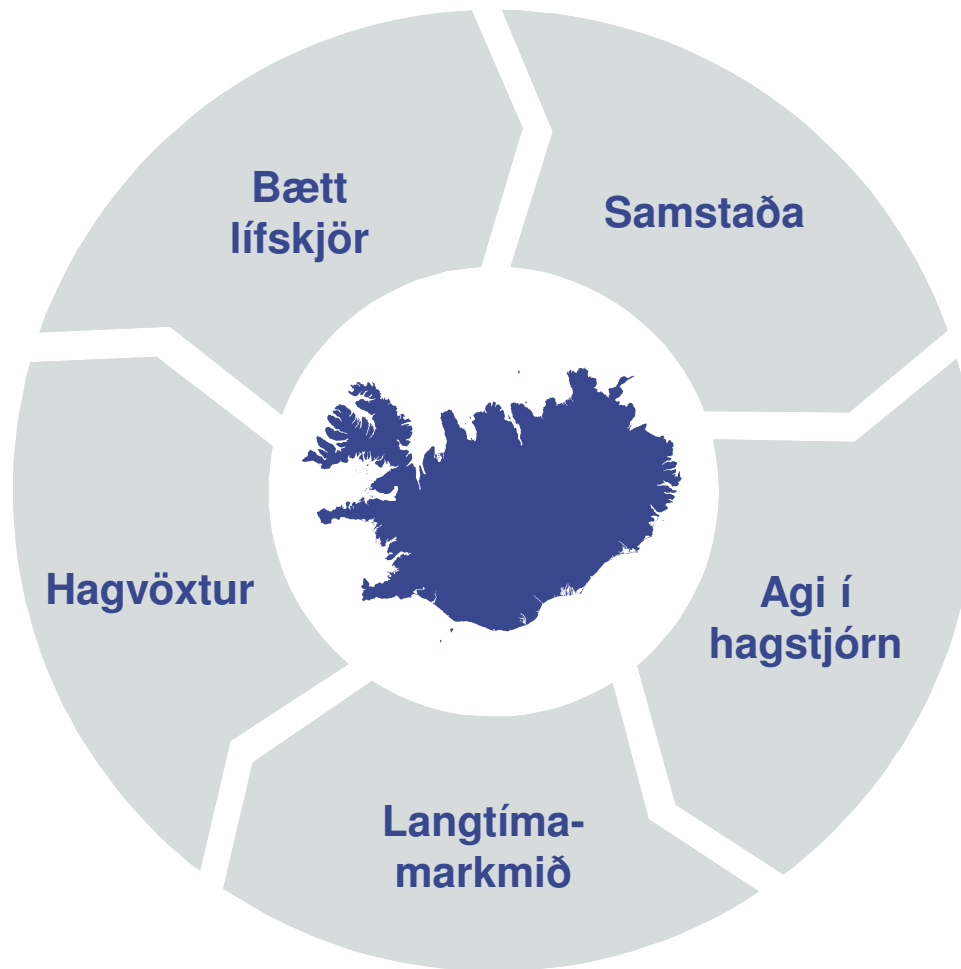 Bætt
lífskjör
Samstaða
Agi í
hagstjórn
Langtíma-
markmið
Hagvöxtur